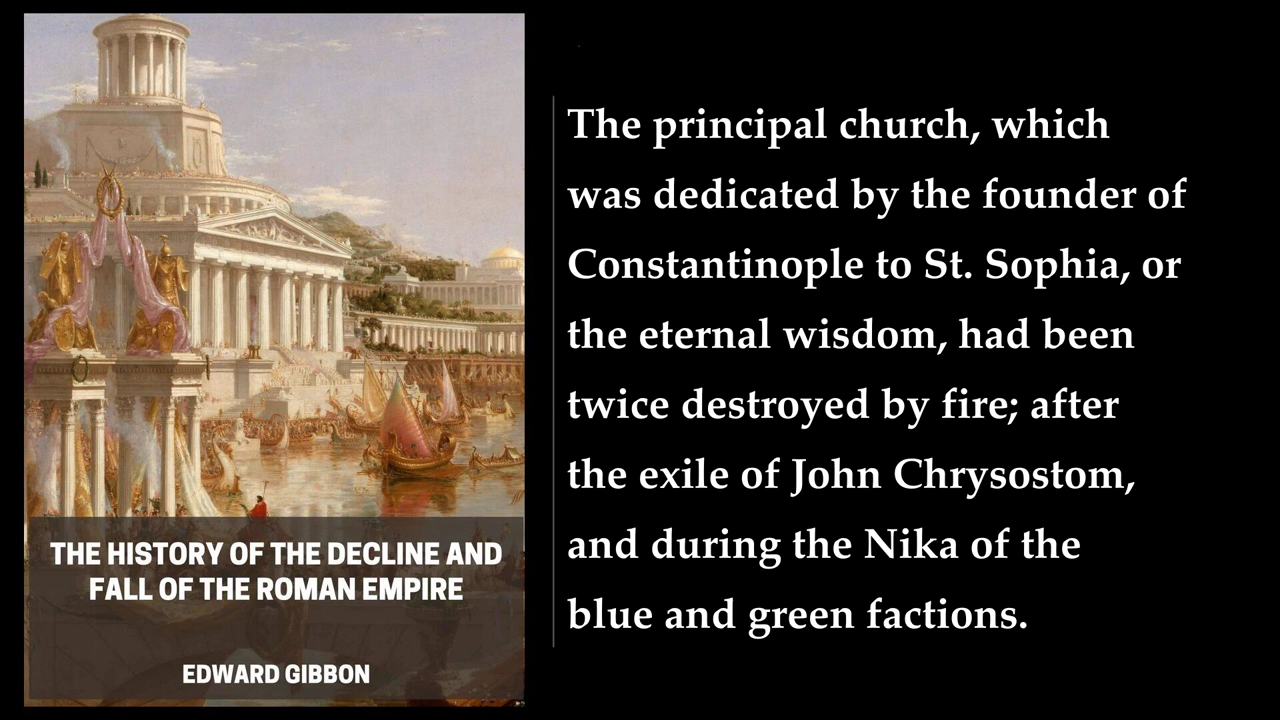 THE HISTORY OF THE DECLINE AND
FALL OF THE ROMAN EMPIRE
EDWARD GIBBON
The principal church, which
was dedicated by the founder of
Constantinople to St. Sophia, or
the eternal wisdom, had been
twice destroyed by fire; after
the exile of John Chrysostom,
and during the Nika of the
blue and green factions.